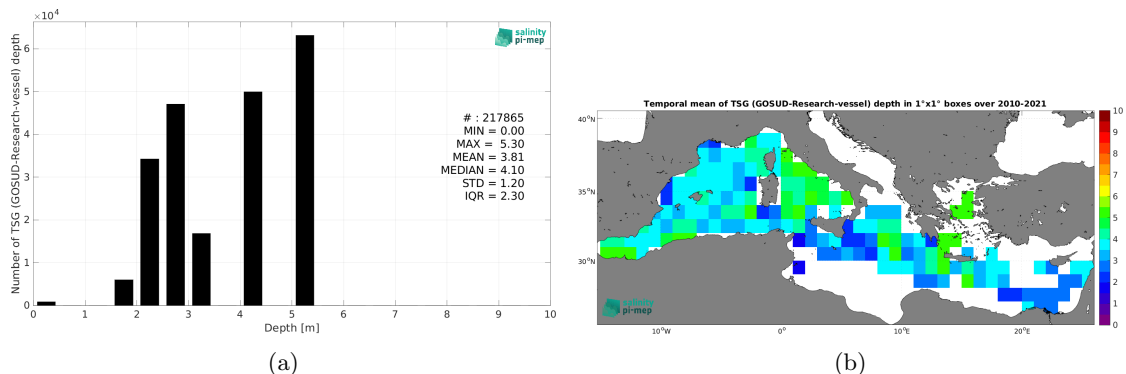 ×10⁴
salinity
pi-mep
6
5
4
3
2
1
0
Number of TSG (GOSUD-Research-vessel) depth
# : 217865
MIN = 0.00
MAX = 5.30
MEAN = 3.81
MEDIAN = 4.10
STD = 1.20
IQR = 2.30
0 1 2 3 4 5 6 7 8 9 10
Depth [m]
(a)
Temporal mean of TSG (GOSUD-Research-vessel) depth in 1°x1° boxes over 2010-2021
40°N
35°N
30°N
salinity
pi-mep
10°W 0° 10°E 20°E
10
9
8
7
6
5
4
3
2
1
0
(b)